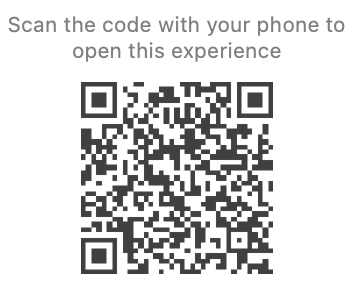 Scan the code with your phone to
open this experience